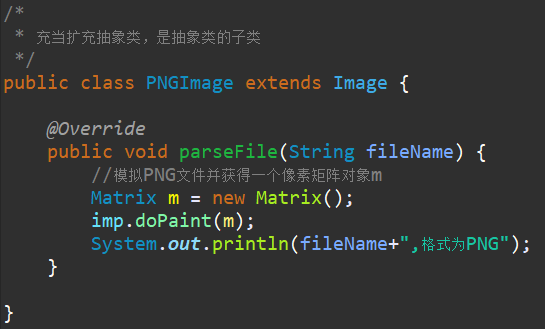 /*
 * 充当扩充抽象类，是抽象类的子类
 */
public class PNGImage extends Image {
    @Override
    public void parseFile(String fileName) {
        //模拟PNG文件并获得一个像素矩阵对象m
        Matrix m = new Matrix();
        imp.doPaint(m);
        System.out.println(fileName+",格式为PNG");
    }
}